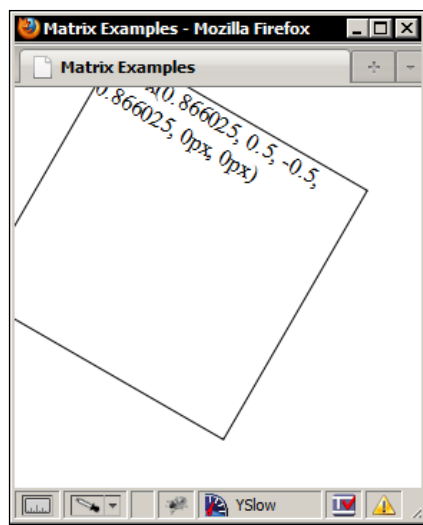 Matrix Examples - Mozilla Firefox
Matrix Examples
x(0.866025, 0.5, -0.5,
0.866025, 0px, 0px)
YSlow